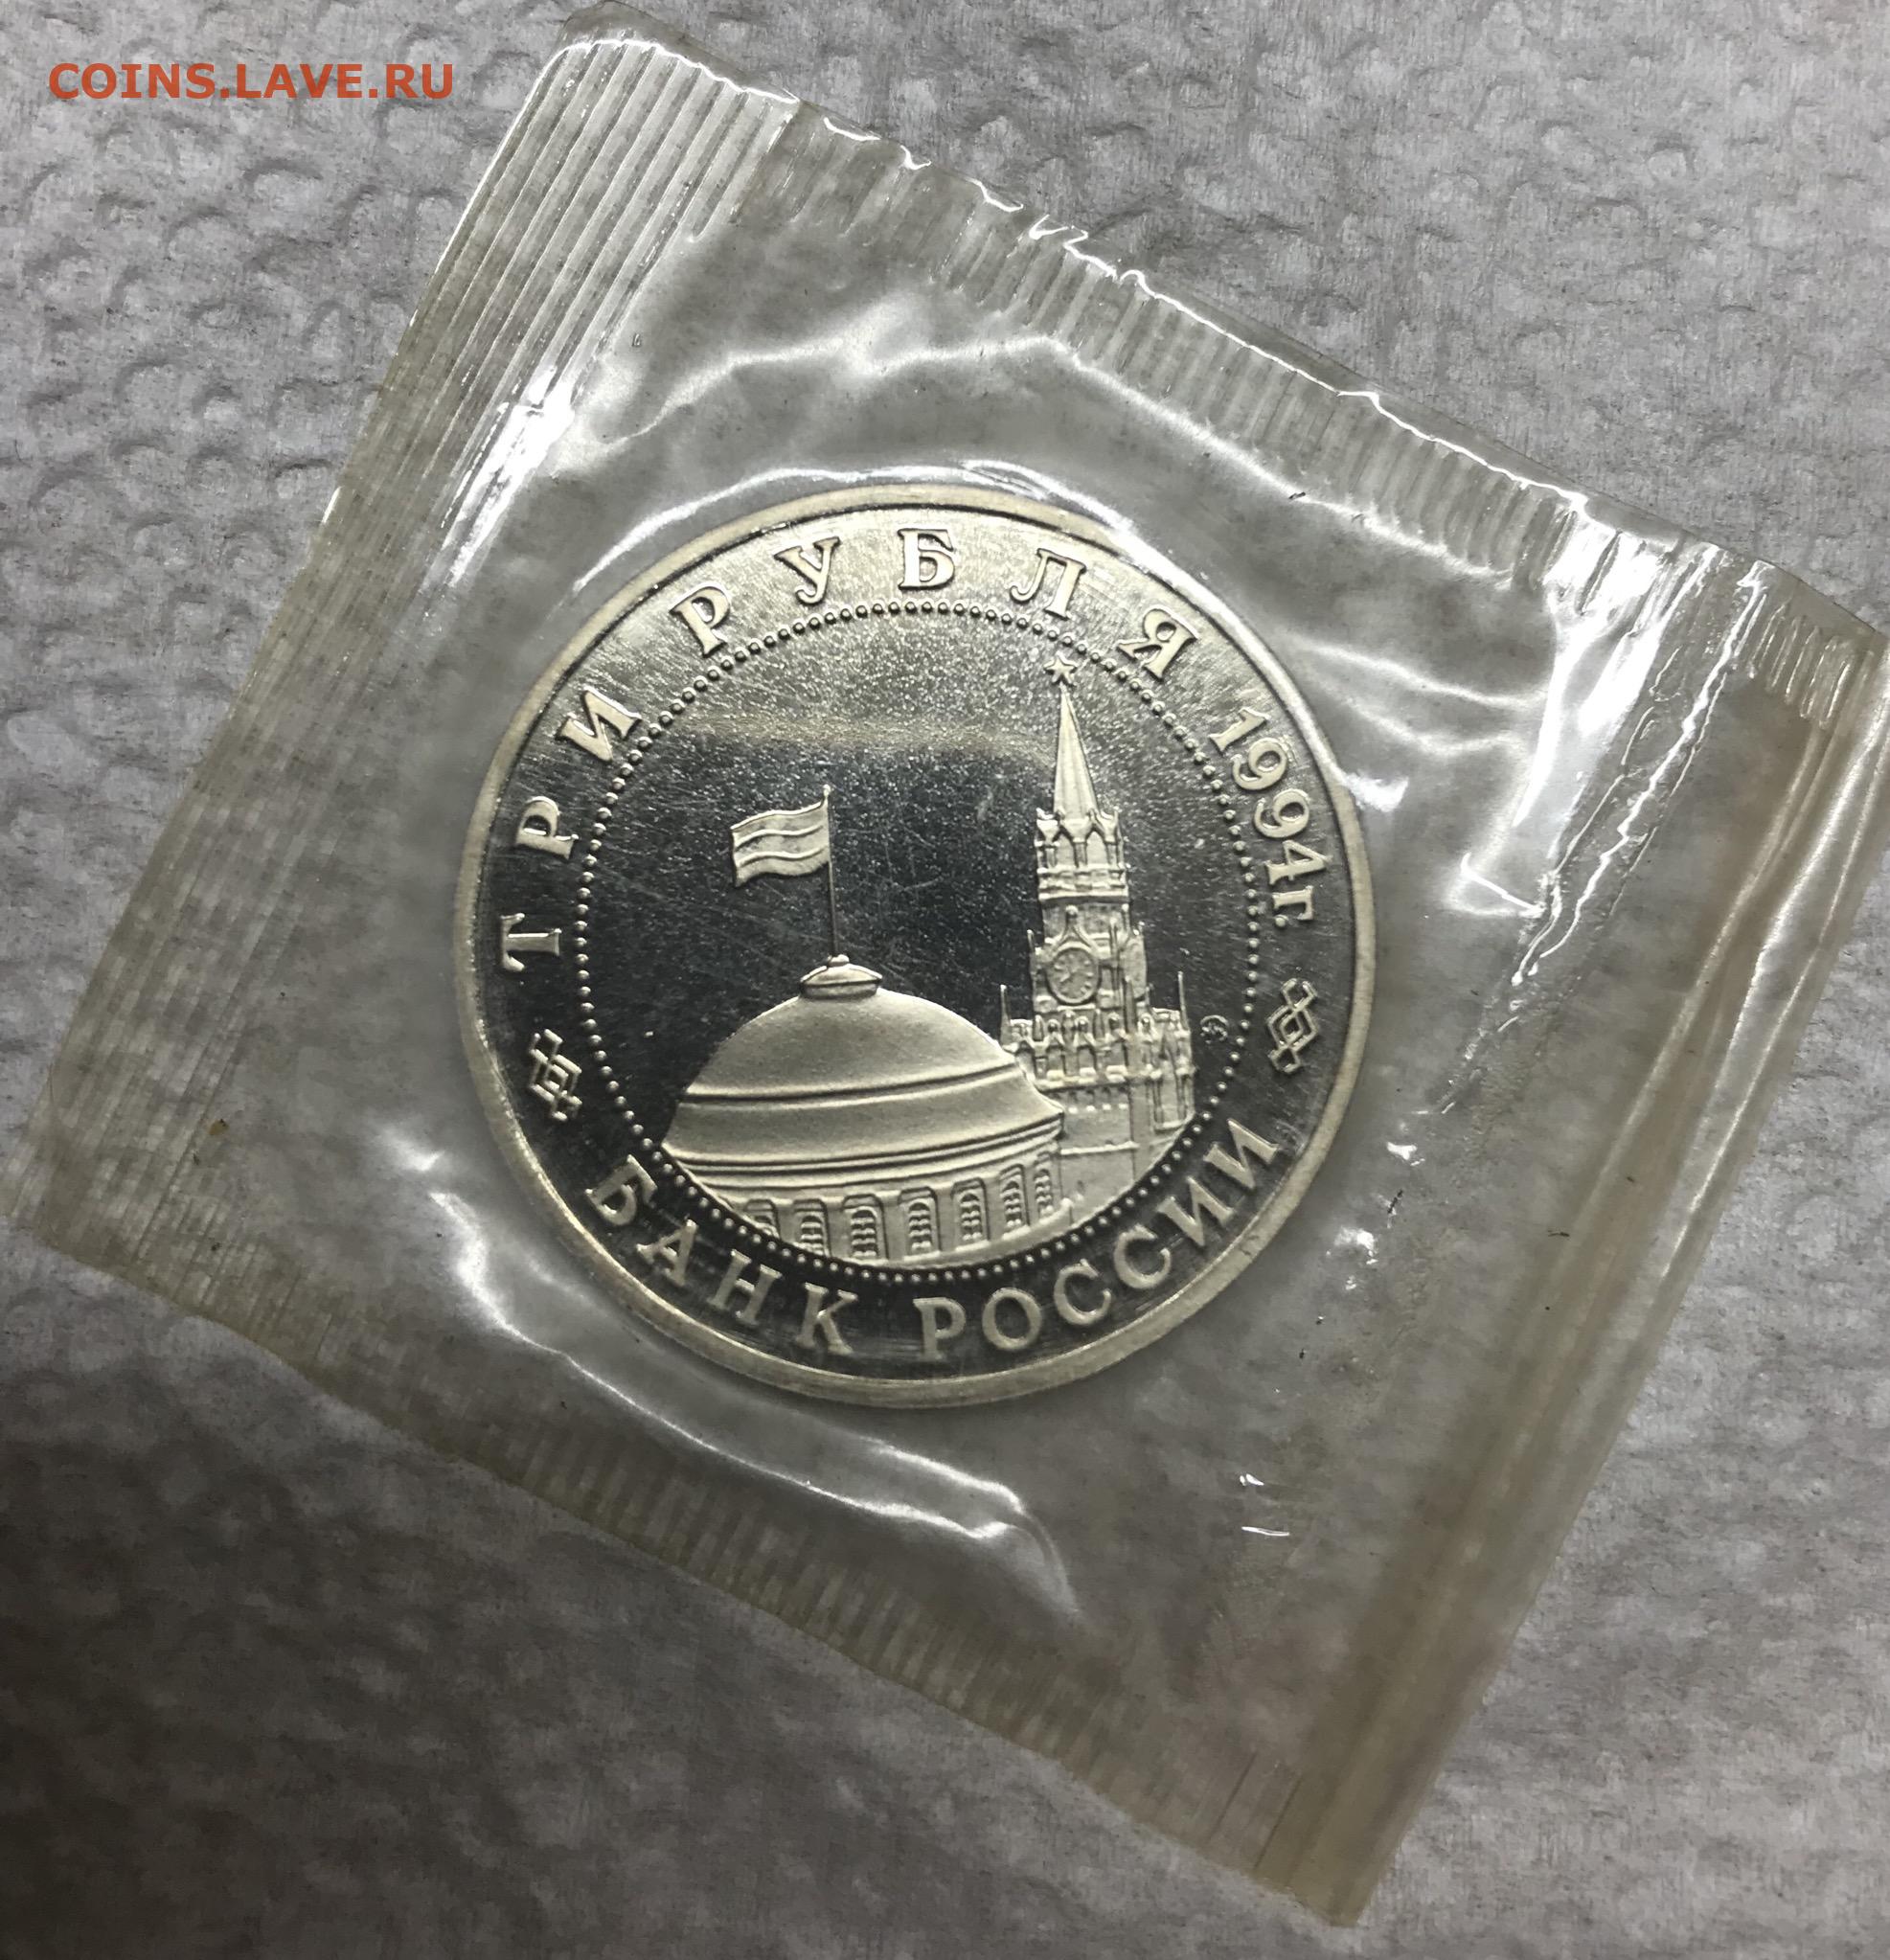 COINS.LAVE.RU
ТРИ РУБЛЯ 1994г.
БАНК РОССИИ